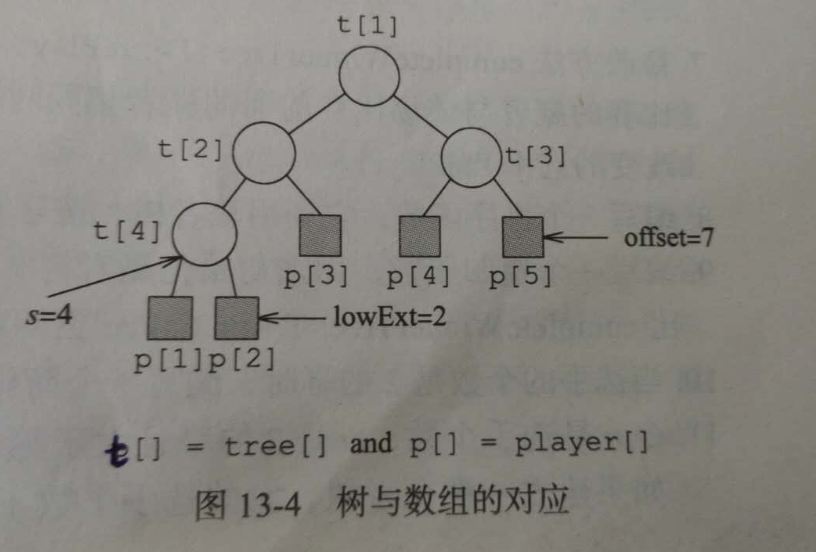 t[1]
t[2]
t[3]
t[4]
offset=7
p[3]
p[4]
p[5]
s=4
lowExt=2
p[1]
p[2]
t[] = tree[] and p[] = player[]
图 13-4 树与数组的对应